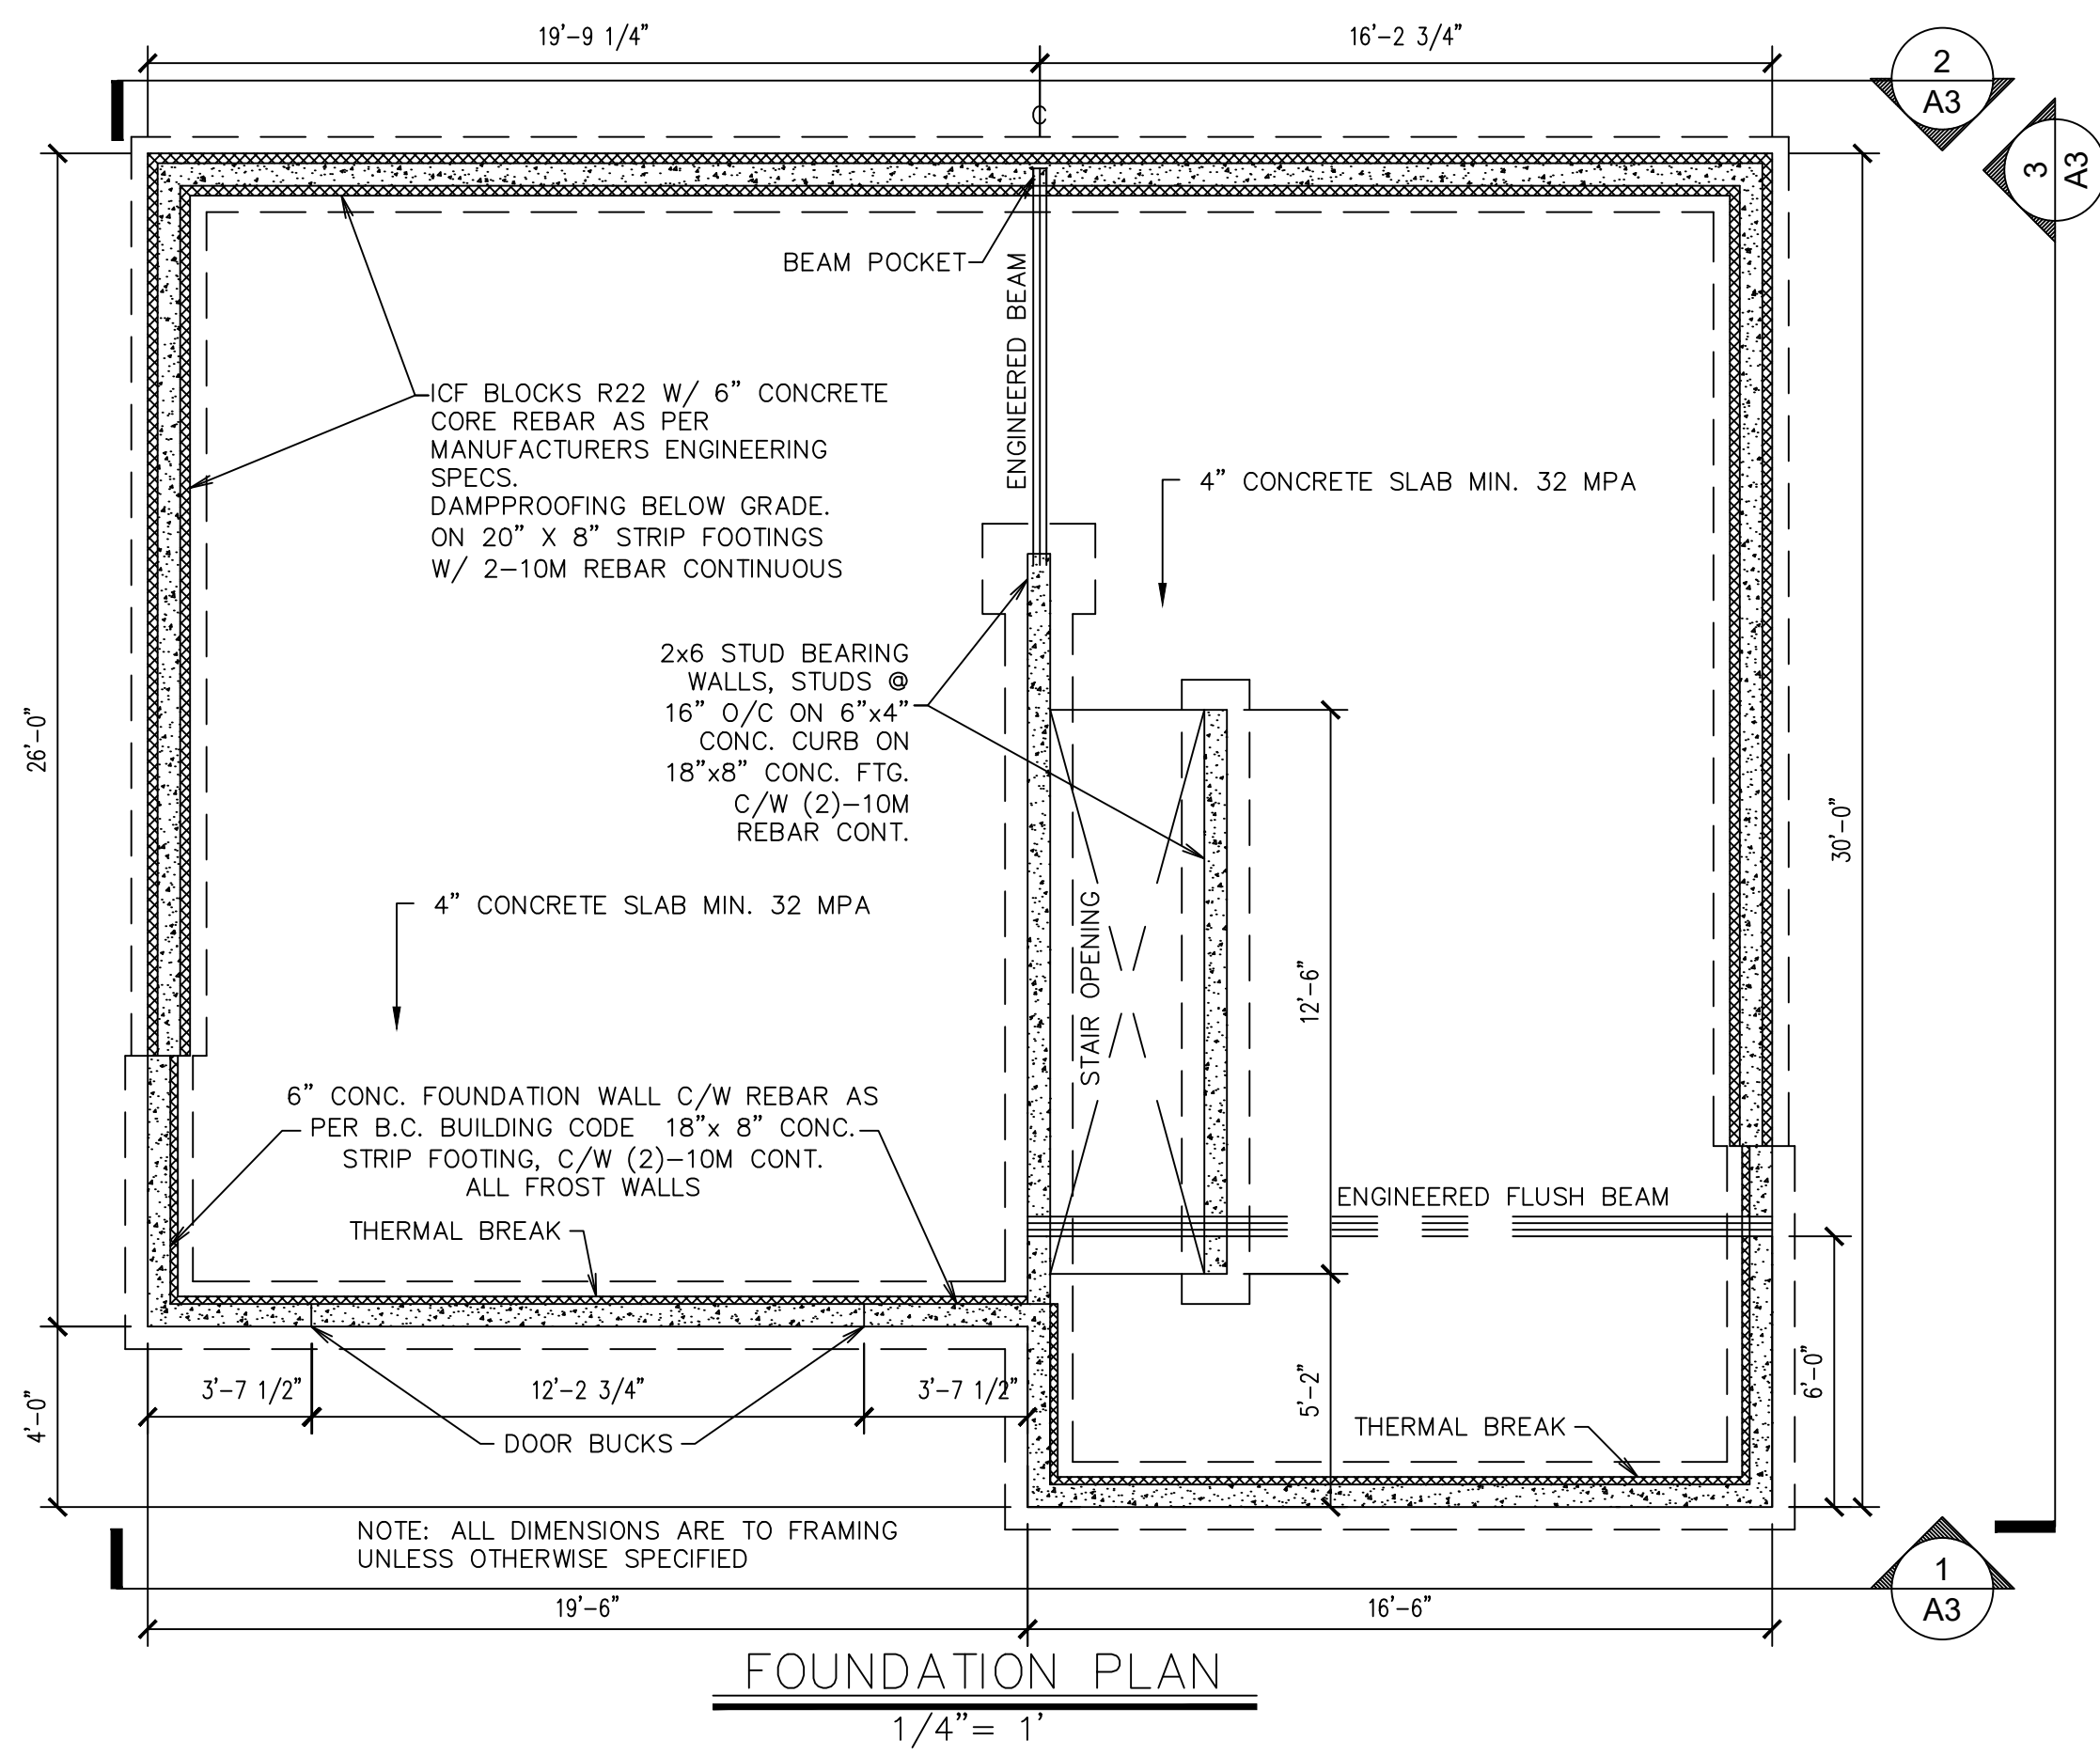 19'-9 1/4"
16'-2 3/4"
2
A3
3
A3
C
BEAM POCKET
ENGINEERED BEAM
ICF BLOCKS R22 W/ 6" CONCRETE
CORE REBAR AS PER
MANUFACTURERS ENGINEERING
SPECS.
DAMPPROOFING BELOW GRADE.
ON 20" X 8" STRIP FOOTINGS
W/ 2-10M REBAR CONTINUOUS
4" CONCRETE SLAB MIN. 32 MPA
2x6 STUD BEARING
WALLS, STUDS @
16" O/C ON 6"x4"
CONC. CURB ON
18"x8" CONC. FTG.
C/W (2)-10M
REBAR CONT.
26'-0"
30'-0"
4" CONCRETE SLAB MIN. 32 MPA
STAIR OPENING
12'-6"
6" CONC. FOUNDATION WALL C/W REBAR AS
PER B.C. BUILDING CODE 18"x 8" CONC.
STRIP FOOTING, C/W (2)-10M CONT.
ALL FROST WALLS
THERMAL BREAK
ENGINEERED FLUSH BEAM
3'-7 1/2"
12'-2 3/4"
3'-7 1/2"
4'-0"
5'-2"
6'-0"
DOOR BUCKS
THERMAL BREAK
NOTE: ALL DIMENSIONS ARE TO FRAMING
UNLESS OTHERWISE SPECIFIED
1
A3
19'-6"
16'-6"
FOUNDATION PLAN
1/4"= 1'